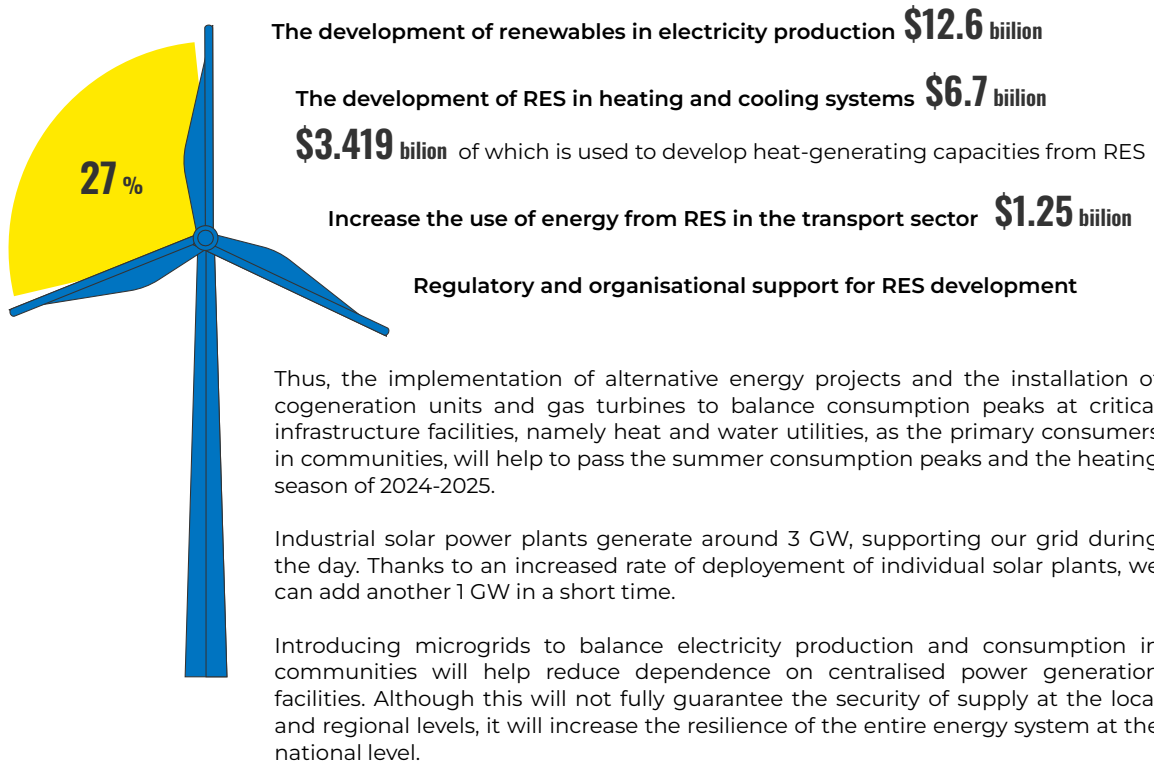 The development of renewables in electricity production $12.6 biilion
The development of RES in heating and cooling systems $6.7 biilion
$3.419 bilion of which is used to develop heat-generating capacities from RES
27 %
Increase the use of energy from RES in the transport sector $1.25 biilion
Regulatory and organisational support for RES development
Thus, the implementation of alternative energy projects and the installation of
cogeneration units and gas turbines to balance consumption peaks at critical
infrastructure facilities, namely heat and water utilities, as the primary consumers
in communities, will help to pass the summer consumption peaks and the heating
season of 2024-2025.
Industrial solar power plants generate around 3 GW, supporting our grid during
the day. Thanks to an increased rate of deployement of individual solar plants, we
can add another 1 GW in a short time.
Introducing microgrids to balance electricity production and consumption in
communities will help reduce dependence on centralised power generation
facilities. Although this will not fully guarantee the security of supply at the local
and regional levels, it will increase the resilience of the entire energy system at the
national level.